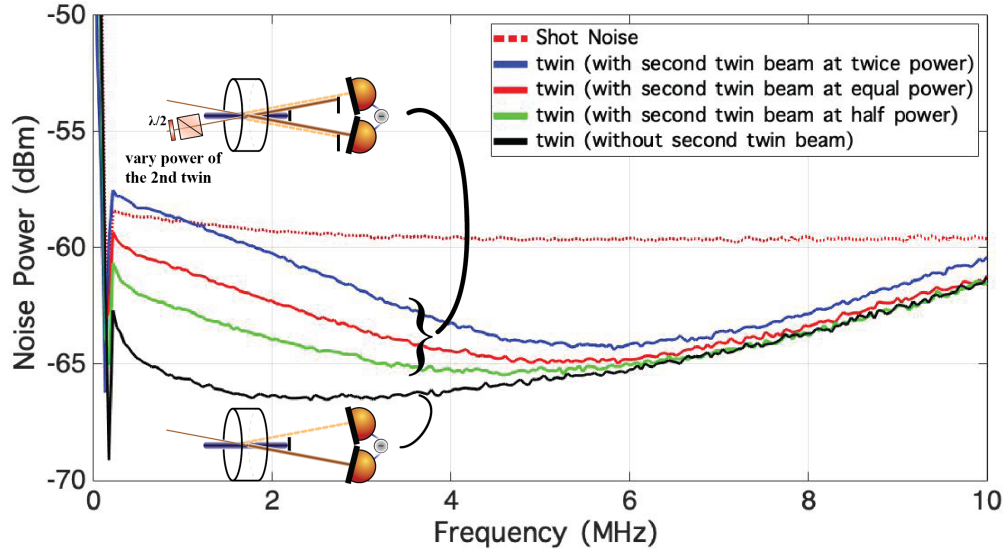 -50
-55
-60
-65
-70
Noise Power (dBm)
Shot Noise
twin (with second twin beam at twice power)
twin (with second twin beam at equal power)
twin (with second twin beam at half power)
twin (without second twin beam)
λ/2
vary power of
the 2nd twin
0
2
4
6
8
10
Frequency (MHz)